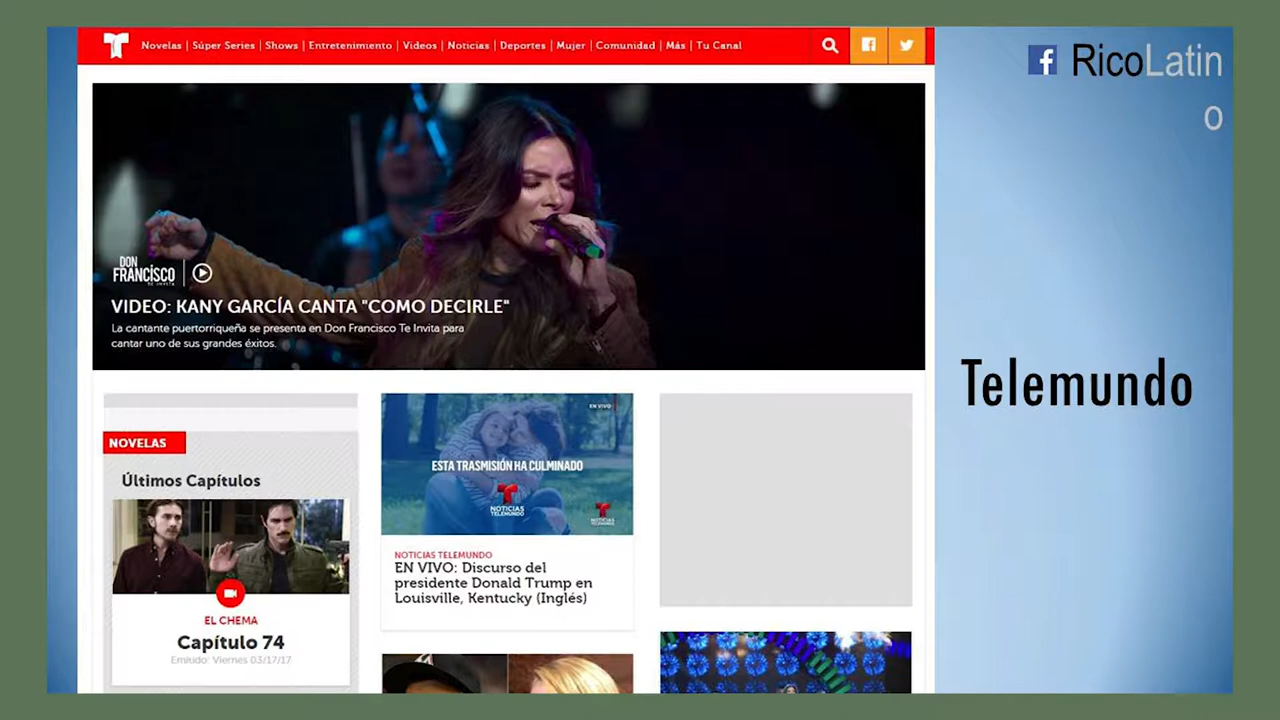 Novelas | Súper Series | Shows | Entretenimiento | Videos | Noticias | Deportes | Mujer | Comunidad | Más | Tu Canal
RicoLatin
o
DON
FRANCISCO
TE INVITA
VIDEO: KANY GARCÍA CANTA "COMO DECIRLE"
La cantante puertorriqueña se presenta en Don Francisco Te Invita para
cantar uno de sus grandes éxitos.
Telemundo
NOVELAS
Últimos Capítulos
EL CHEMA
Capítulo 74
Emitido: Viernes 03/17/17
EN VIVO
ESTA TRASMISIÓN HA CULMINADO
NOTICIAS
TELEMUNDO
NOTICIAS TELEMUNDO
EN VIVO: Discurso del
presidente Donald Trump en
Louisville, Kentucky (Inglés)